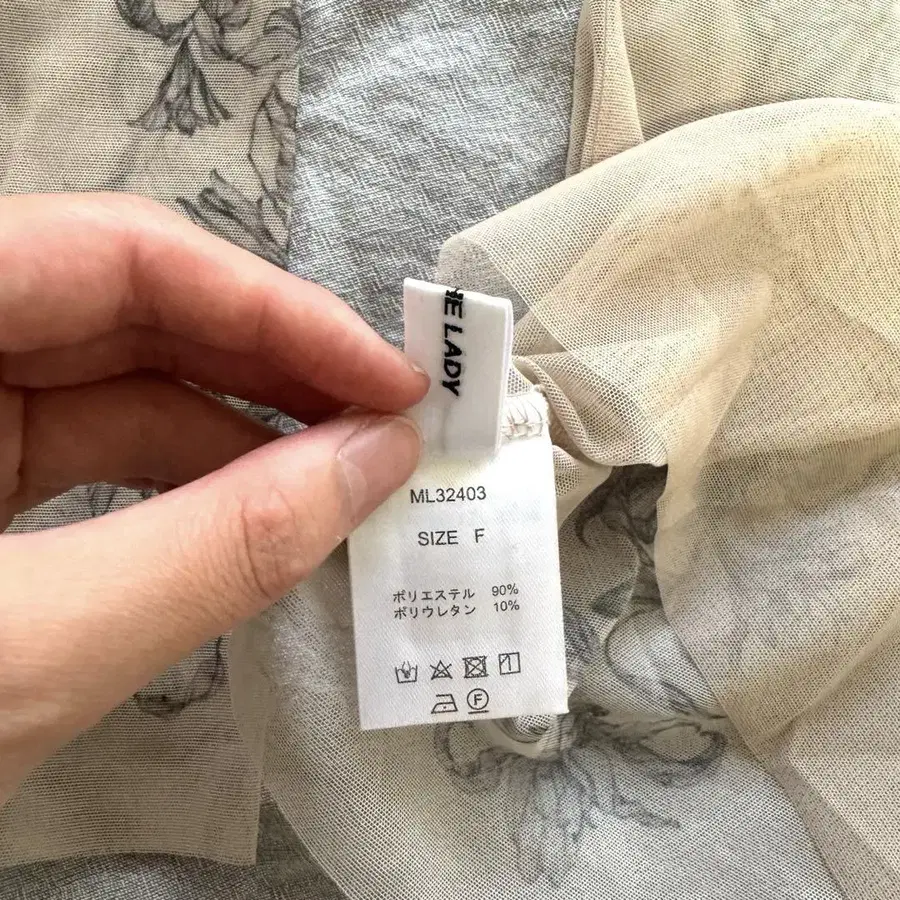 LADY
ML32403
SIZE F
ポリエステル 90%
ポリウレタン 10%
F